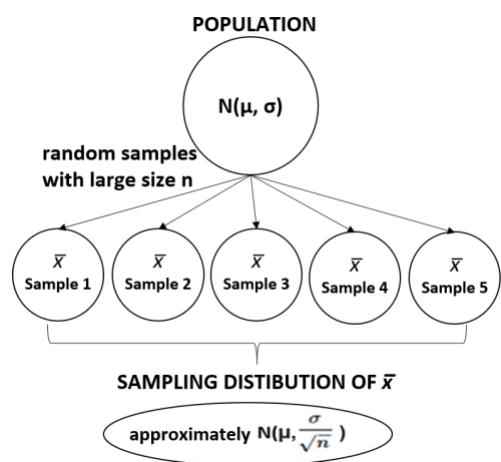 POPULATION
N(μ, σ)
random samples
with large size n
x̅ x̅ x̅ x̅ x̅
Sample 1 Sample 2 Sample 3 Sample 4 Sample 5
SAMPLING DISTIBUTION OF x̅
approximately N(μ, σ/√n )